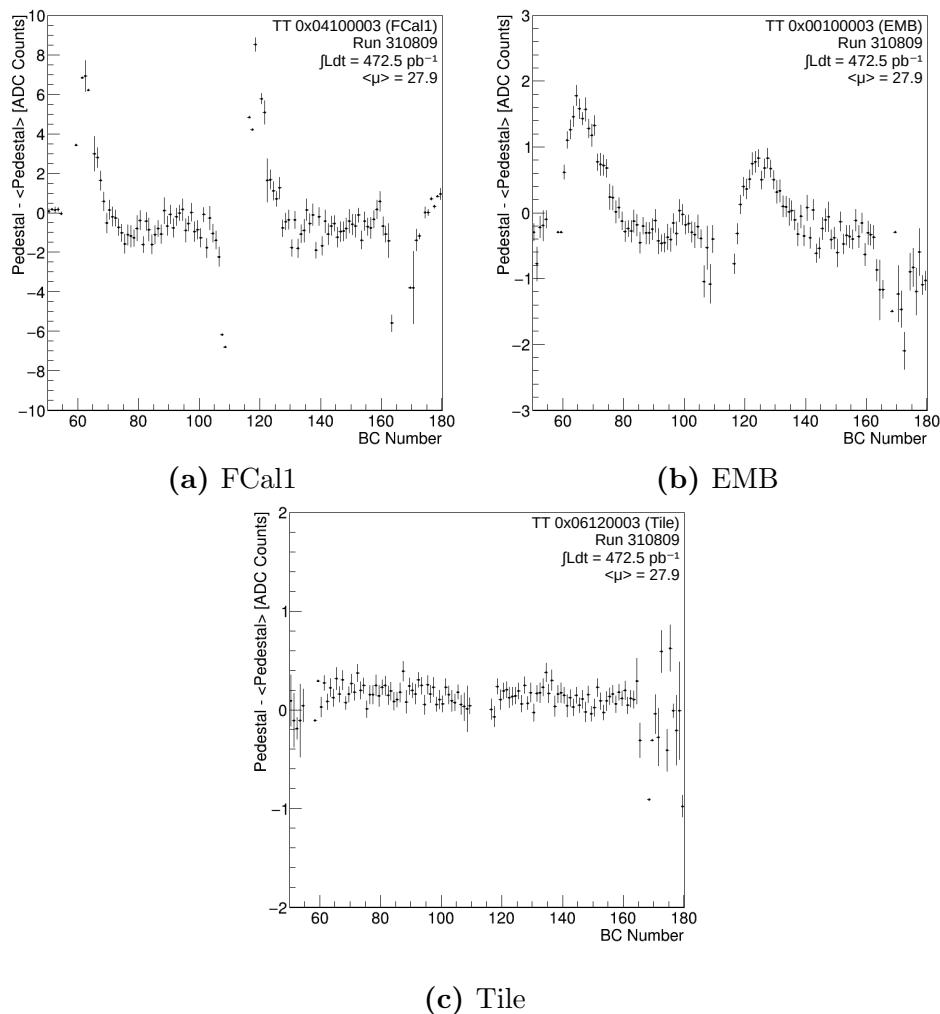 TT 0x04100003 (FCal1)
Run 310809
∫Ldt = 472.5 pb⁻¹
<μ> = 27.9
Pedestal - <Pedestal> [ADC Counts]
10
8
6
4
2
0
−2
−4
−6
−8
−10
60 80 100 120 140 160 180
BC Number
(a) FCal1
TT 0x00100003 (EMB)
Run 310809
∫Ldt = 472.5 pb⁻¹
<μ> = 27.9
Pedestal - <Pedestal> [ADC Counts]
3
2
1
0
−1
−2
−3
60 80 100 120 140 160 180
BC Number
(b) EMB
TT 0x06120003 (Tile)
Run 310809
∫Ldt = 472.5 pb⁻¹
<μ> = 27.9
Pedestal - <Pedestal> [ADC Counts]
2
1
0
−1
−2
60 80 100 120 140 160 180
BC Number
(c) Tile